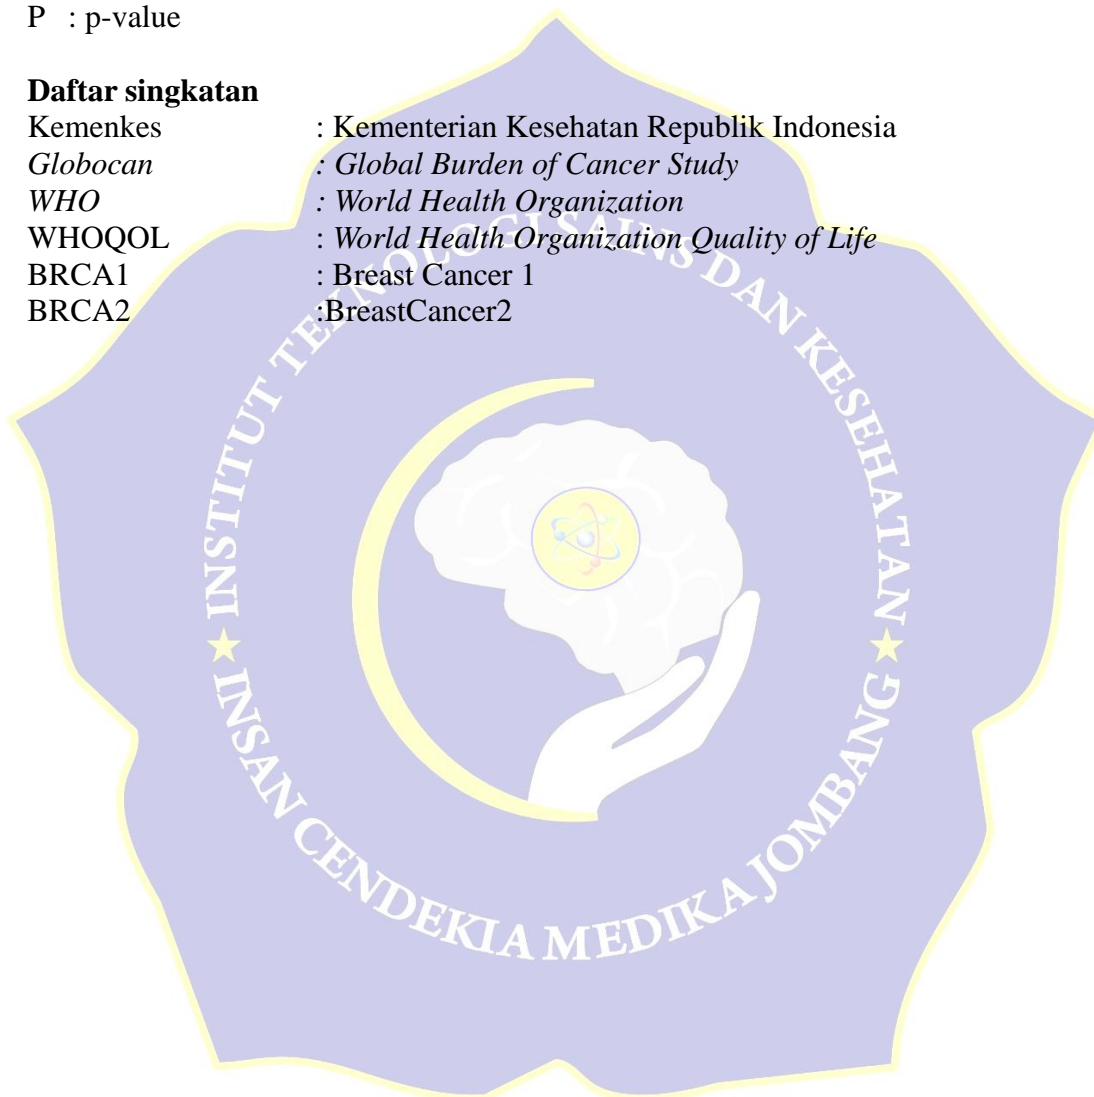 P : p-value
Daftar singkatan
Kemenkes : Kementerian Kesehatan Republik Indonesia
Globocan : Global Burden of Cancer Study
WHO : World Health Organization
WHOQOL : World Health Organization Quality of Life
BRCA1 : Breast Cancer 1
BRCA2 :BreastCancer2
INSTITUT TEKNOLOGI SAINS DAN KESEHATAN
INSAN CENDEKIA MEDIKA JOMBANG